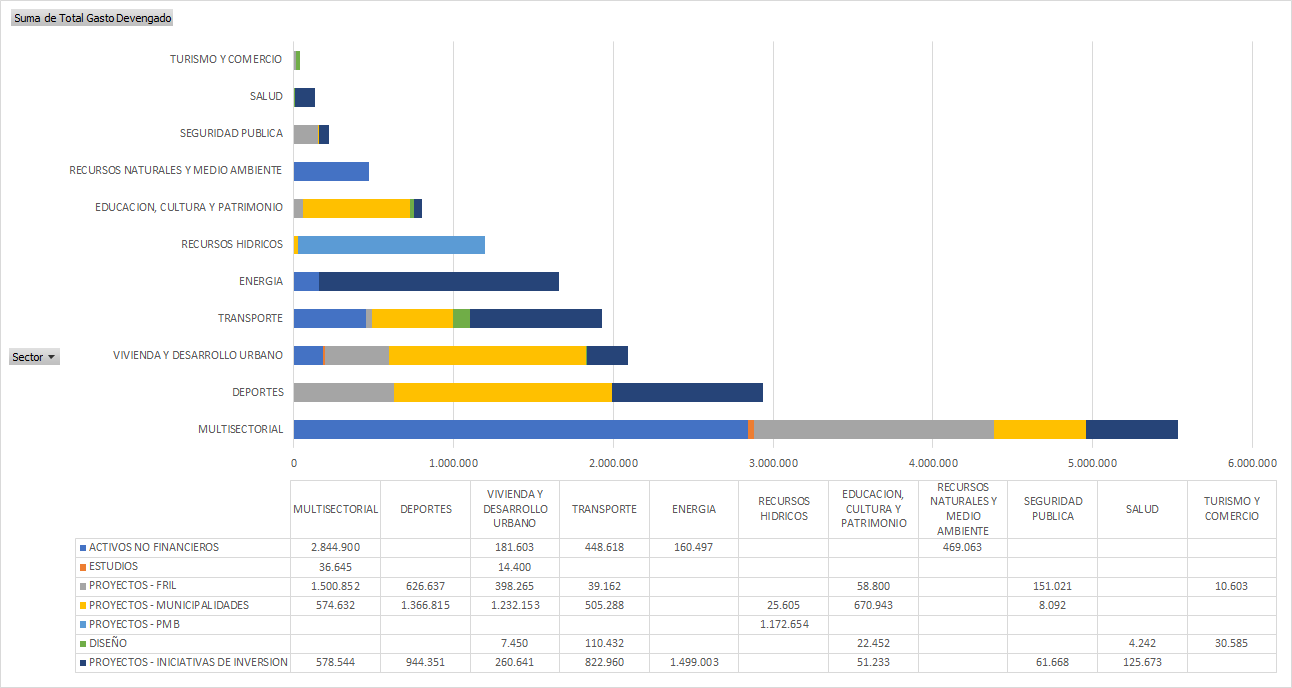 Suma de Total Gasto Devengado
TURISMO Y COMERCIO
SALUD
SEGURIDAD PUBLICA
RECURSOS NATURALES Y MEDIO AMBIENTE
EDUCACION, CULTURA Y PATRIMONIO
RECURSOS HIDRICOS
ENERGIA
TRANSPORTE
VIVIENDA Y DESARROLLO URBANO
Sector
DEPORTES
MULTISECTORIAL
0 1.000.000 2.000.000 3.000.000 4.000.000 5.000.000 6.000.000
MULTISECTORIAL
DEPORTES
VIVIENDA Y
DESARROLLO
URBANO
TRANSPORTE
ENERGIA
RECURSOS
HIDRICOS
EDUCACION,
CULTURA Y
PATRIMONIO
RECURSOS
NATURALES Y
MEDIO
AMBIENTE
SEGURIDAD
PUBLICA
SALUD
TURISMO Y
COMERCIO
ACTIVOS NO FINANCIEROS 2.844.900 181.603 448.618 160.497 469.063
ESTUDIOS 36.645 14.400
PROYECTOS - FRIL 1.500.852 626.637 398.265 39.162 58.800 151.021 10.603
PROYECTOS - MUNICIPALIDADES 574.632 1.366.815 1.232.153 505.288 25.605 670.943 8.092
PROYECTOS - PMB 1.172.654
DISEÑO 7.450 110.432 22.452 4.242 30.585
PROYECTOS - INICIATIVAS DE INVERSION 578.544 944.351 260.641 822.960 1.499.003 51.233 61.668 125.673